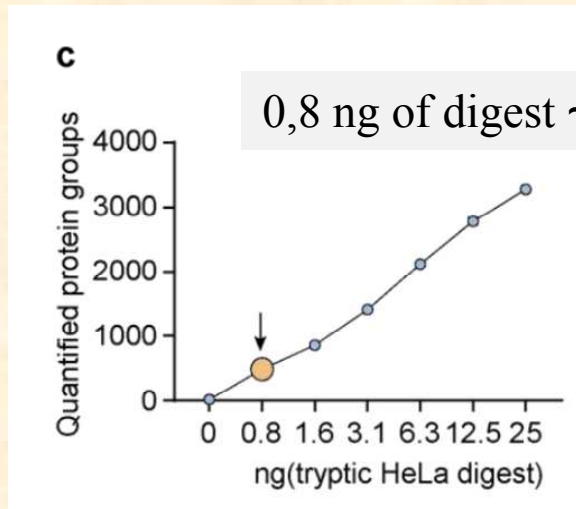 c
0,8 ng of digest ~
Quantified protein groups
4000
3000
2000
1000
0
0 0.8 1.6 3.1 6.3 12.5 25
ng(tryptic HeLa digest)